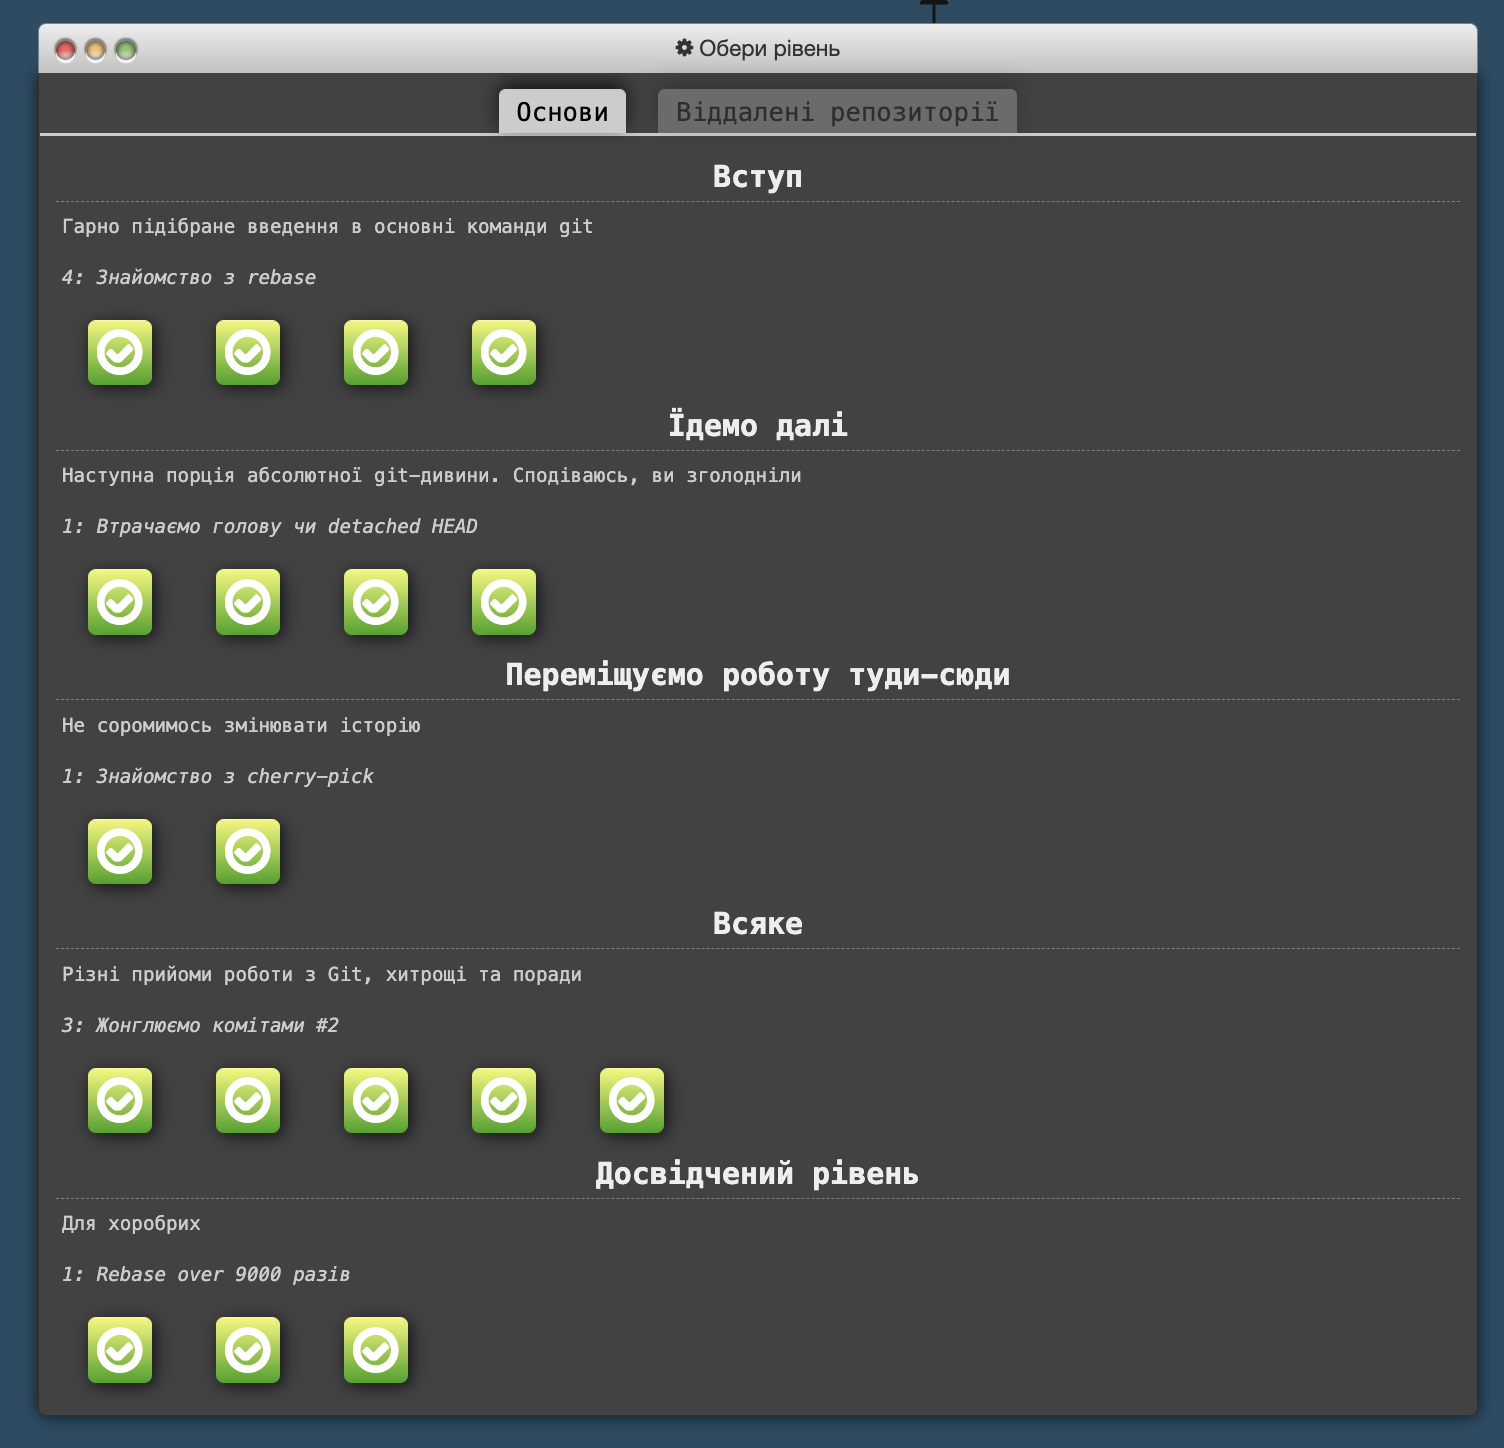 Обери рівень
Основи
Віддалені репозиторії
Вступ
Гарно підібране введення в основні команди git
4: Знайомство з rebase
Їдемо далі
Наступна порція абсолютної git-дивини. Сподіваюсь, ви зголодніли
1: Втрачаємо голову чи detached HEAD
Переміщуємо роботу туди-сюди
Не соромимось змінювати історію
1: Знайомство з cherry-pick
Всяке
Різні прийоми роботи з Git, хитрощі та поради
3: Жонглюємо комітами #2
Досвідчений рівень
Для хоробрих
1: Rebase over 9000 разів